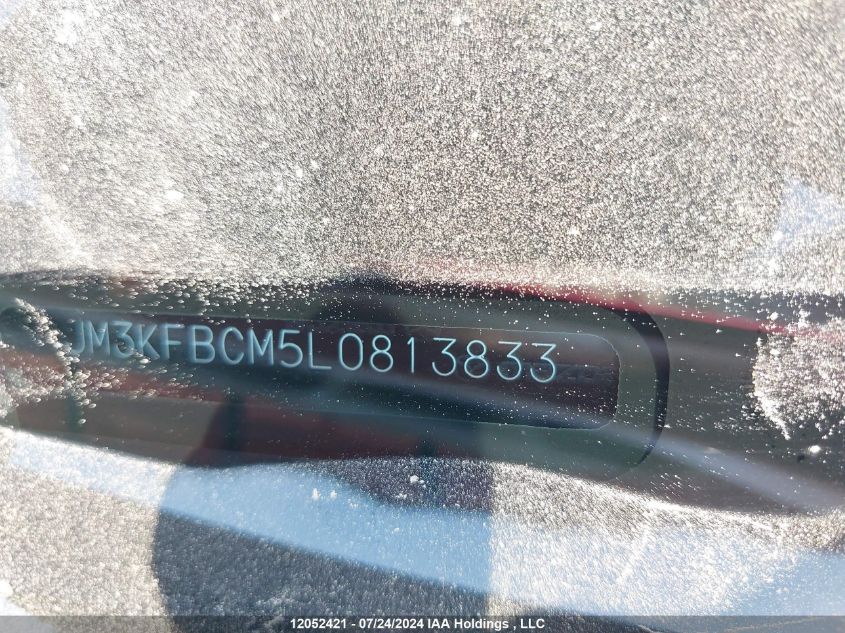 JM3KFBCM5L0813833
12052421 - 07/24/2024 IAA Holdings , LLC